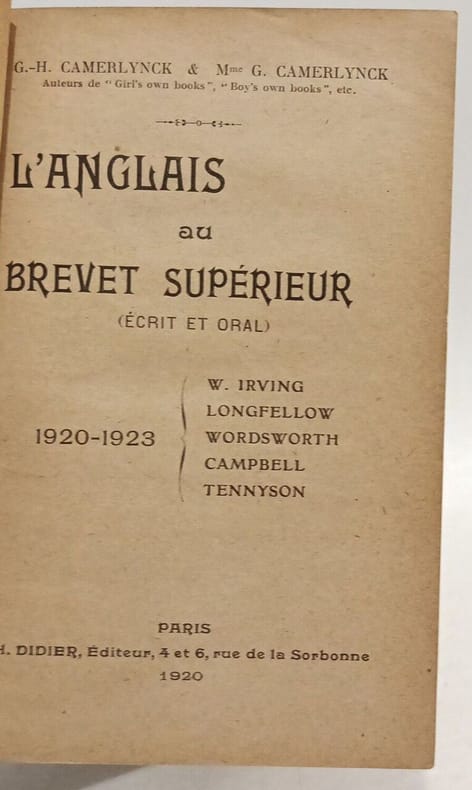 G.-H. CAMERLYNCK & Mme G. CAMERLYNCK
Auteurs de "Girl's own books", "Boy's own books", etc.
L'ANGLAIS
au
BREVET SUPÉRIEUR
(ÉCRIT ET ORAL)
1920-1923
W. IRVING
LONGFELLOW
WORDSWORTH
CAMPBELL
TENNYSON
PARIS
H. DIDIER, Éditeur, 4 et 6, rue de la Sorbonne
1920